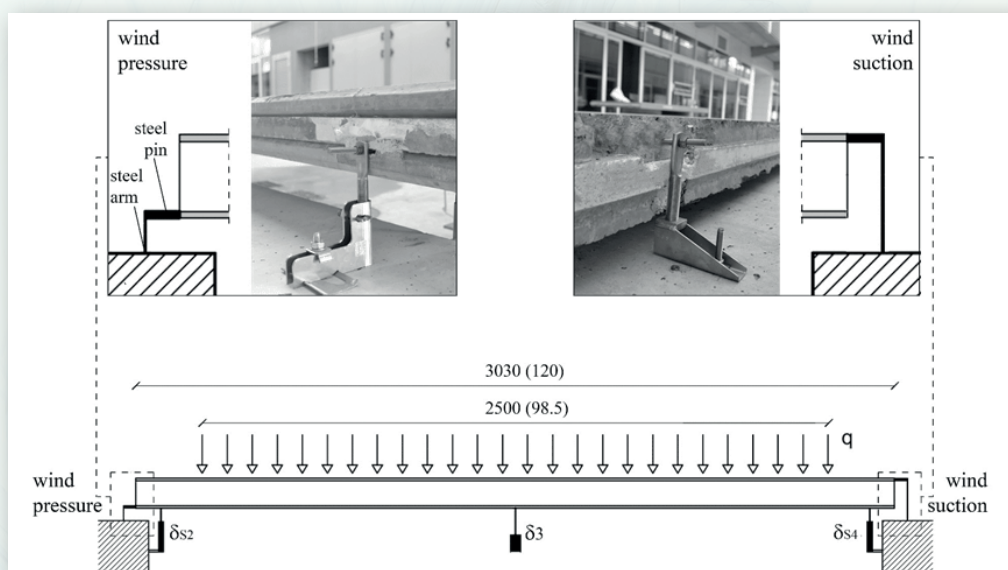 wind
pressure
steel
pin
steel
arm
wind
suction
3030 (120)
2500 (98.5)
q
wind
pressure
wind
suction
δS2
δ3
δS4